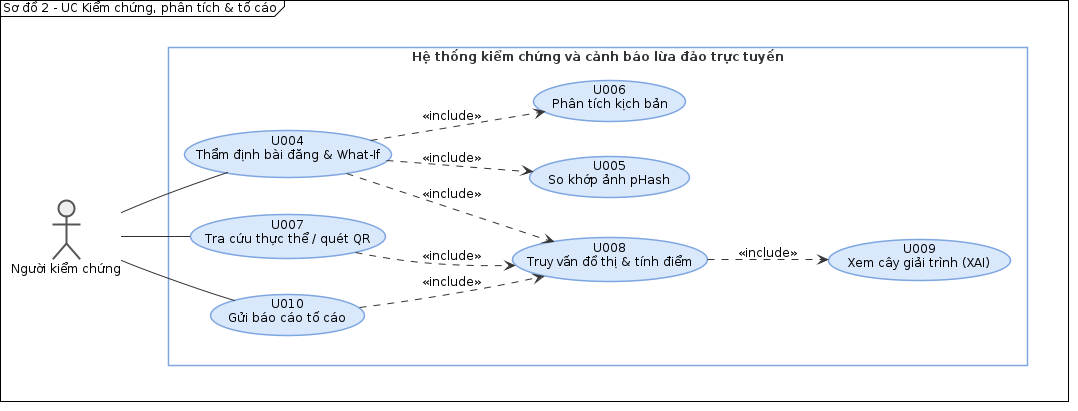 Sơ đồ 2 - UC Kiểm chứng, phân tích & tố cáo
Hệ thống kiểm chứng và cảnh báo lừa đảo trực tuyến
U006
Phân tích kịch bản
«include»
U004
Thẩm định bài đăng & What-If
«include»
U005
So khớp ảnh pHash
«include»
U007
Tra cứu thực thể / quét QR
«include»
U008
Truy vấn đồ thị & tính điểm
«include»
U009
Xem cây giải trình (XAI)
Người kiểm chứng
«include»
U010
Gửi báo cáo tố cáo